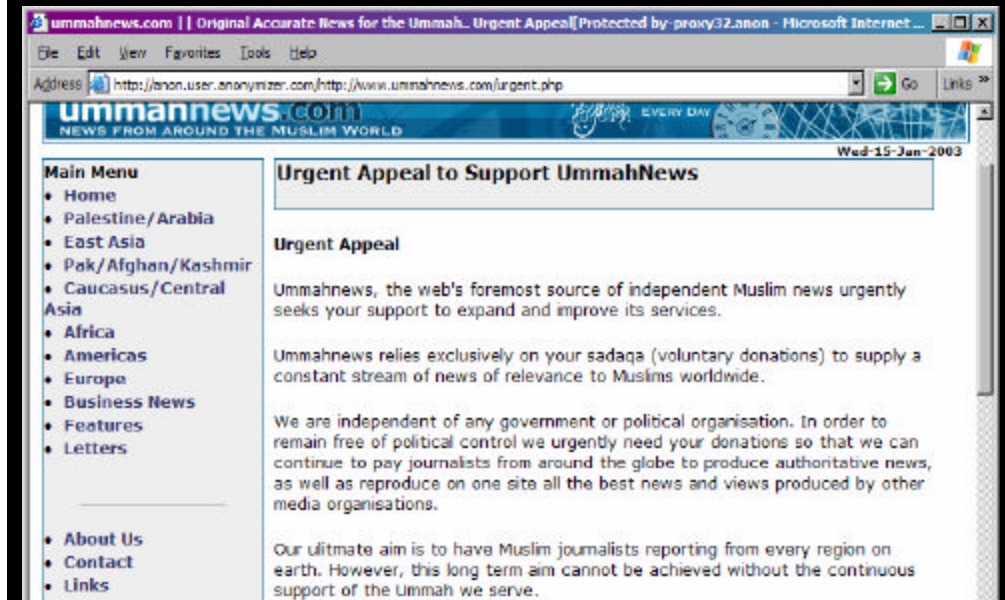 ummahnews.com || Original Accurate News for the Ummah_ Urgent Appeal[Protected by-proxy32.anon - Microsoft Internet ...
File Edit View Favorites Tools Help
Address http://anon.user.anonymizer.com/http://www.ummahnews.com/urgent.php Go Links »
ummahnews.com
NEWS FROM AROUND THE MUSLIM WORLD
EVERY DAY
Wed-15-Jan-2003
Main Menu
• Home
• Palestine/Arabia
• East Asia
• Pak/Afghan/Kashmir
• Caucasus/Central
Asia
• Africa
• Americas
• Europe
• Business News
• Features
• Letters
• About Us
• Contact
• Links
Urgent Appeal to Support UmmahNews
Urgent Appeal
Ummahnews, the web's foremost source of independent Muslim news urgently
seeks your support to expand and improve its services.
Ummahnews relies exclusively on your sadaqa (voluntary donations) to supply a
constant stream of news of relevance to Muslims worldwide.
We are independent of any government or political organisation. In order to
remain free of political control we urgently need your donations so that we can
continue to pay journalists from around the globe to produce authoritative news,
as well as reproduce on one site all the best news and views produced by other
media organisations.
Our ulitmate aim is to have Muslim journalists reporting from every region on
earth. However, this long term aim cannot be achieved without the continuous
support of the Ummah we serve.